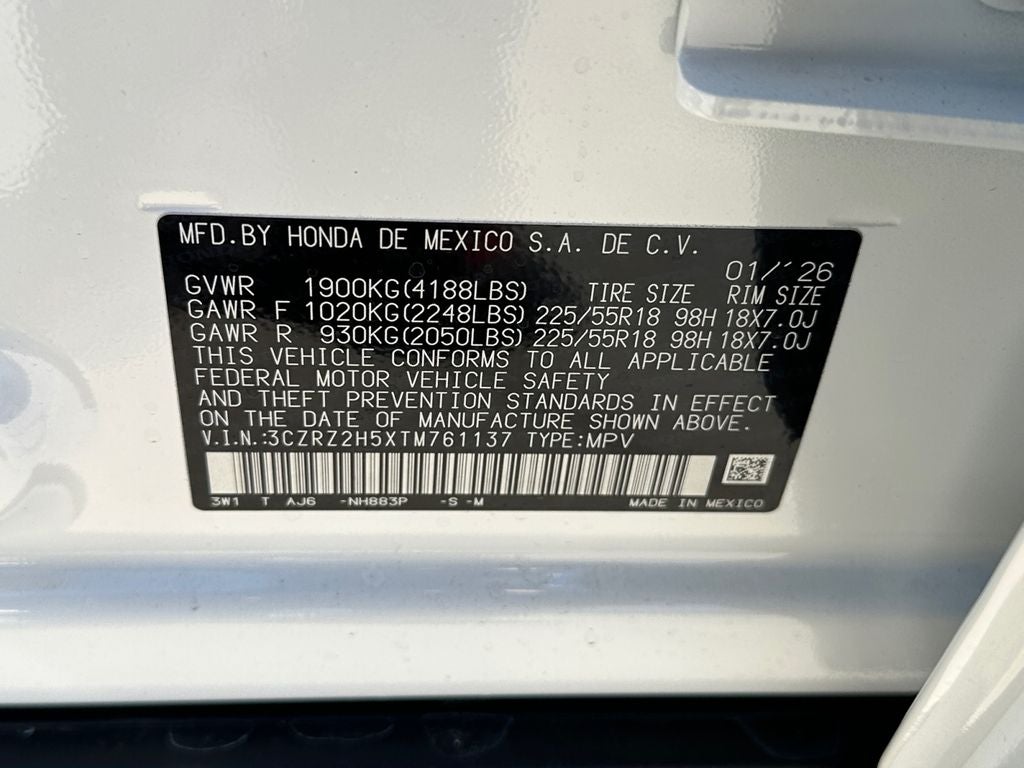 MFD.BY HONDA DE MEXICO S.A. DE C.V.
01/'26
GVWR 1900KG(4188LBS) TIRE SIZE RIM SIZE
GAWR F 1020KG(2248LBS) 225/55R18 98H 18X7.0J
GAWR R 930KG(2050LBS) 225/55R18 98H 18X7.0J
THIS VEHICLE CONFORMS TO ALL APPLICABLE
FEDERAL MOTOR VEHICLE SAFETY
AND THEFT PREVENTION STANDARDS IN EFFECT
ON THE DATE OF MANUFACTURE SHOWN ABOVE.
V.I.N.:3CZRZ2H5XTM761137 TYPE:MPV
3W1 T AJ6 -NH883P -S -M MADE IN MEXICO